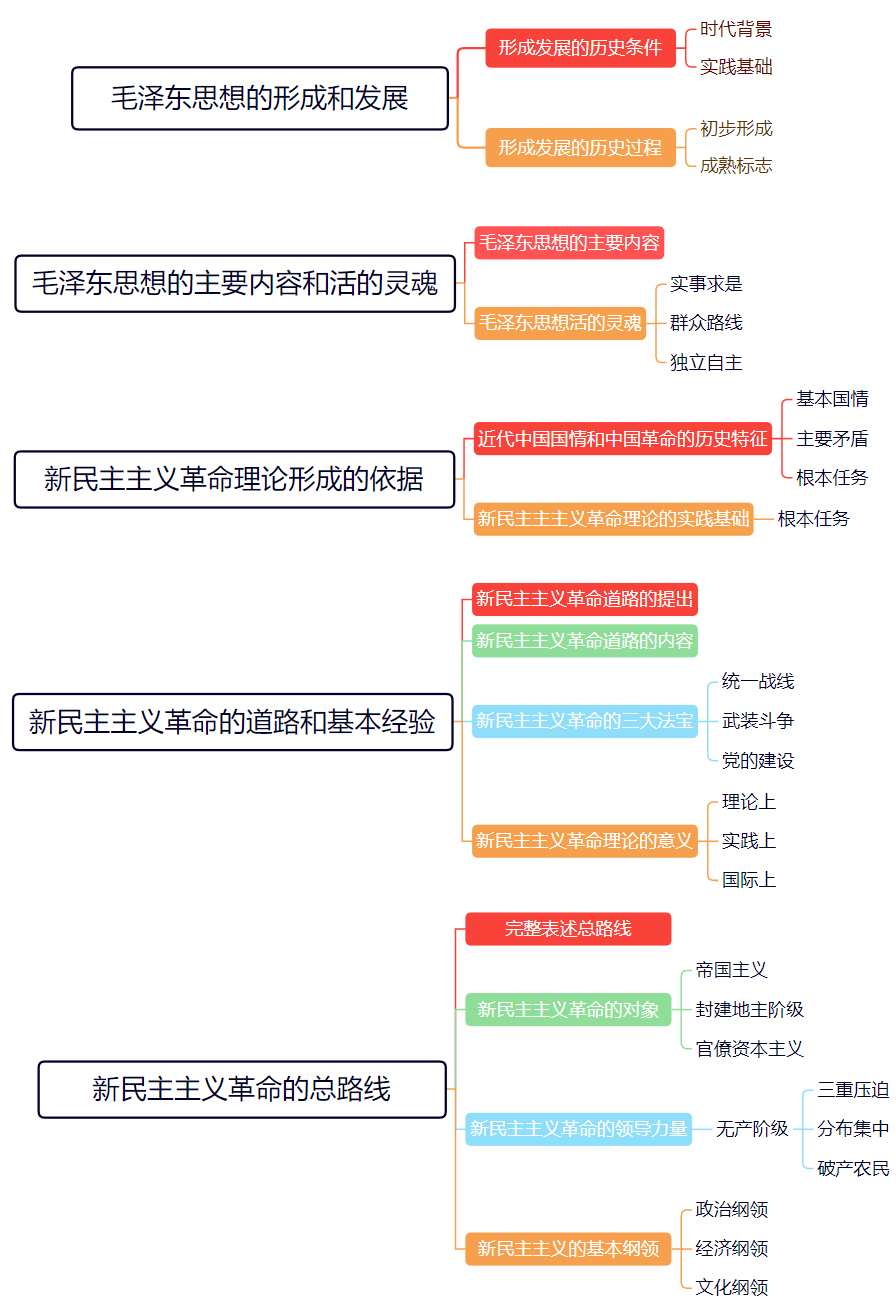 毛泽东思想的形成和发展
形成发展的历史条件
时代背景
实践基础
形成发展的历史过程
初步形成
成熟标志
毛泽东思想的主要内容和活的灵魂
毛泽东思想的主要内容
毛泽东思想活的灵魂
实事求是
群众路线
独立自主
新民主主义革命理论形成的依据
近代中国国情和中国革命的历史特征
基本国情
主要矛盾
根本任务
新民主主主义革命理论的实践基础
根本任务
新民主主义革命的道路和基本经验
新民主主义革命道路的提出
新民主主义革命道路的内容
新民主主义革命的三大法宝
统一战线
武装斗争
党的建设
新民主主义革命理论的意义
理论上
实践上
国际上
新民主主义革命的总路线
完整表述总路线
新民主主义革命的对象
帝国主义
封建地主阶级
官僚资本主义
新民主主义革命的领导力量
无产阶级
三重压迫
分布集中
破产农民
新民主主义的基本纲领
政治纲领
经济纲领
文化纲领